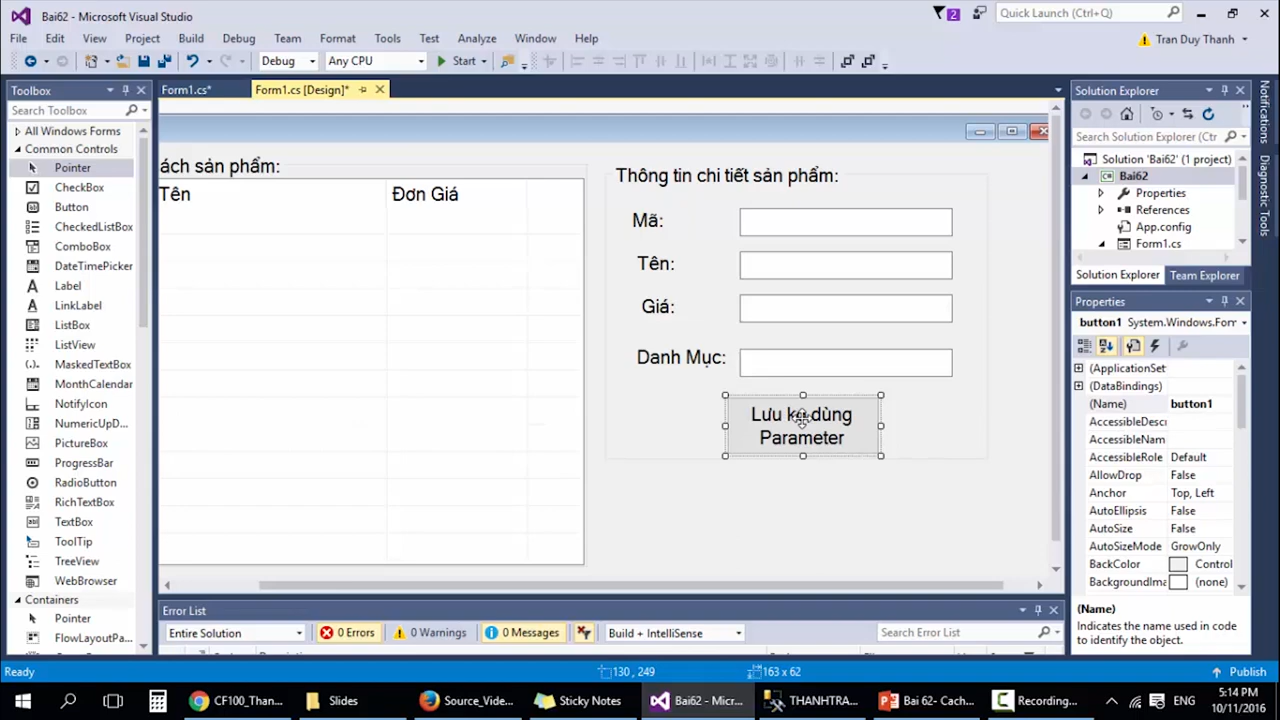 Bai62 - Microsoft Visual Studio
2
Quick Launch (Ctrl+Q)
File Edit View Project Build Debug Team Format Tools Test Analyze Window Help
Tran Duy Thanh
Debug Any CPU Start
Toolbox
Search Toolbox
All Windows Forms
Common Controls
Pointer
CheckBox
Button
CheckedListBox
ComboBox
DateTimePicker
Label
LinkLabel
ListBox
ListView
MaskedTextBox
MonthCalendar
NotifyIcon
NumericUpD...
PictureBox
ProgressBar
RadioButton
RichTextBox
TextBox
ToolTip
TreeView
WebBrowser
Containers
Pointer
FlowLayoutPa...
Form1.cs* Form1.cs [Design]*
ách sản phẩm:
Tên Đơn Giá
Thông tin chi tiết sản phẩm:
Mã:
Tên:
Giá:
Danh Mục:
Lưu ko dùng
Parameter
Error List
Entire Solution 0 Errors 0 Warnings 0 Messages Build + IntelliSense Search Error List
Solution Explorer
Search Solution Explorer (Ctr
Solution 'Bai62' (1 project)
Bai62
Properties
References
App.config
Form1.cs
Solution Explorer Team Explorer
Properties
button1 System.Windows.Forr
(ApplicationSet
(DataBindings)
(Name) button1
AccessibleDescr
AccessibleNam
AccessibleRole Default
AllowDrop False
Anchor Top, Left
AutoEllipsis False
AutoSize False
AutoSizeMode GrowOnly
BackColor Control
BackgroundIma (none)
(Name)
Indicates the name used in code
to identify the object.
Notifications
Diagnostic Tools
Ready 130 , 249 163 x 62 Publish
CF100_Than... Slides Source_Vide... Sticky Notes Bai62 - Micr... THANHTRA... Bai 62- Cach... Recording... ENG
5:14 PM
10/11/2016